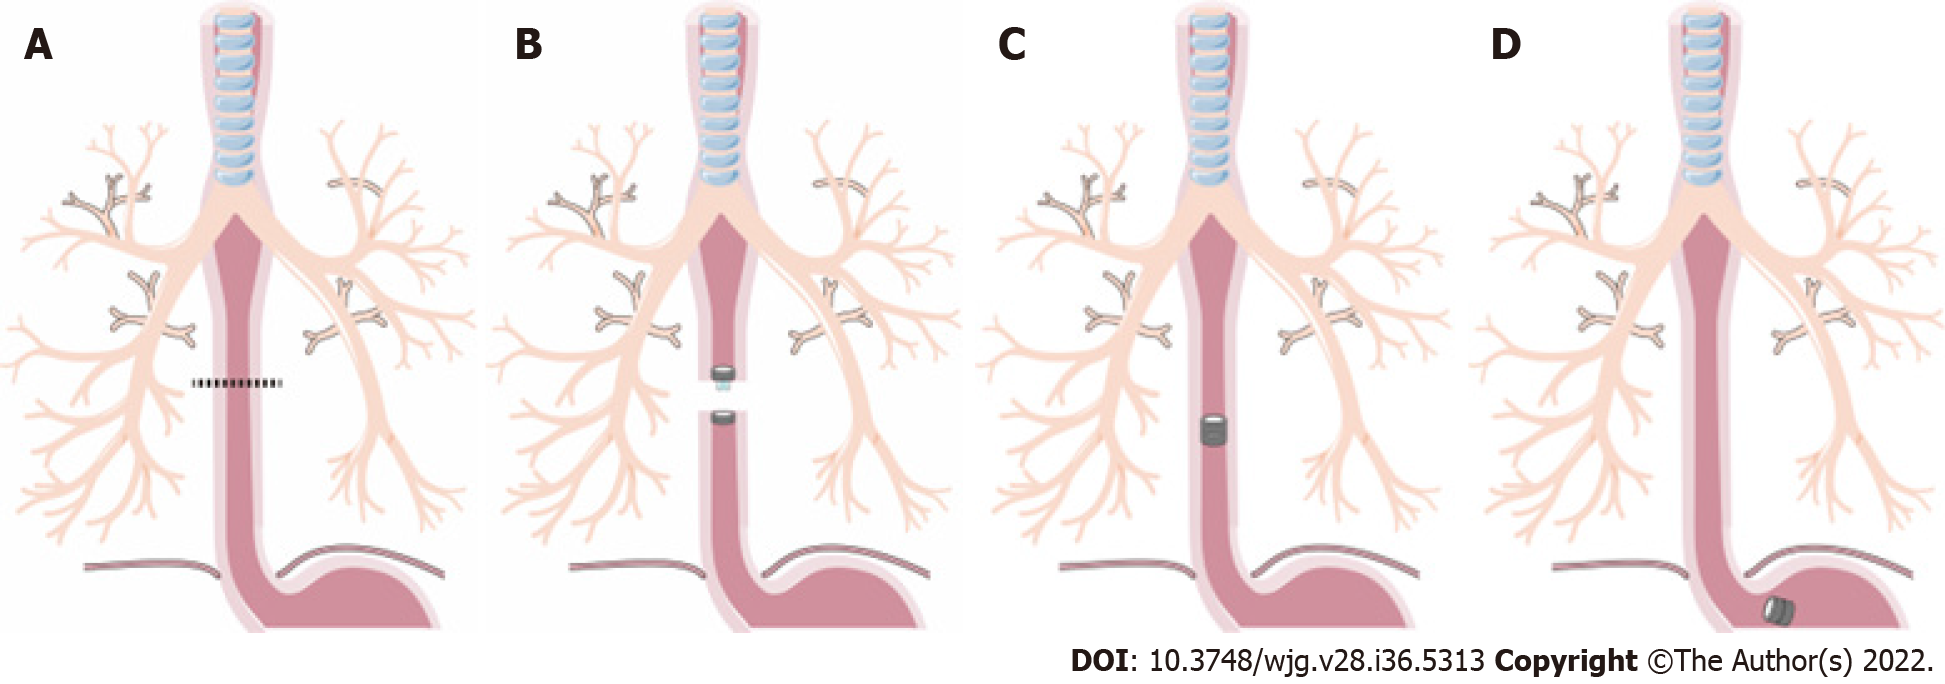 A B C D
DOI: 10.3748/wjg.v28.i36.5313 Copyright ©The Author(s) 2022.